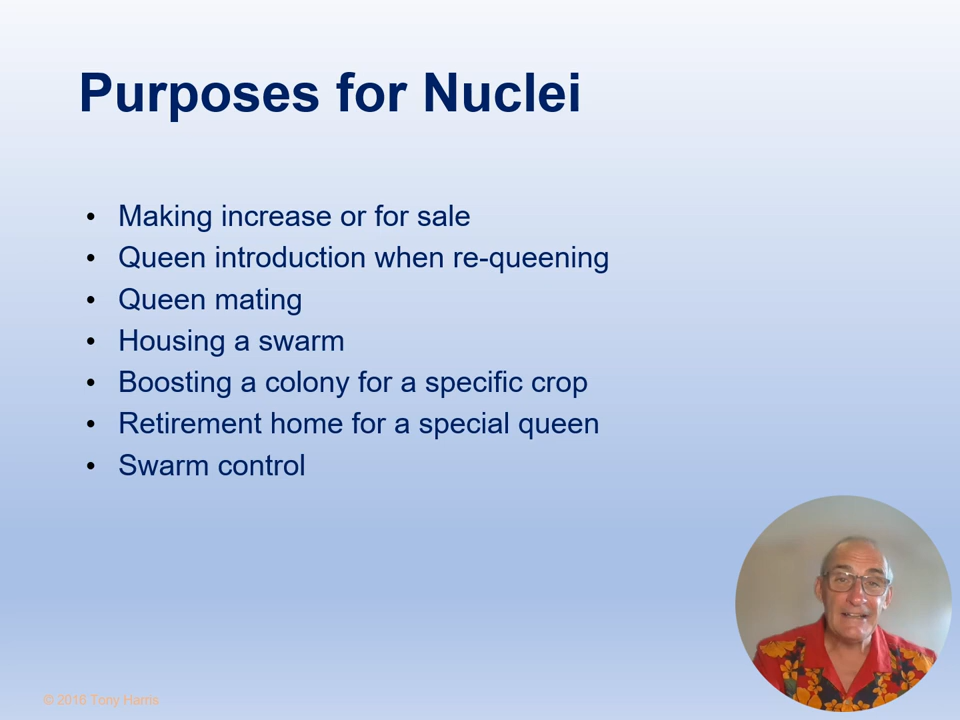 Purposes for Nuclei
• Making increase or for sale
• Queen introduction when re-queening
• Queen mating
• Housing a swarm
• Boosting a colony for a specific crop
• Retirement home for a special queen
• Swarm control
© 2016 Tony Harris